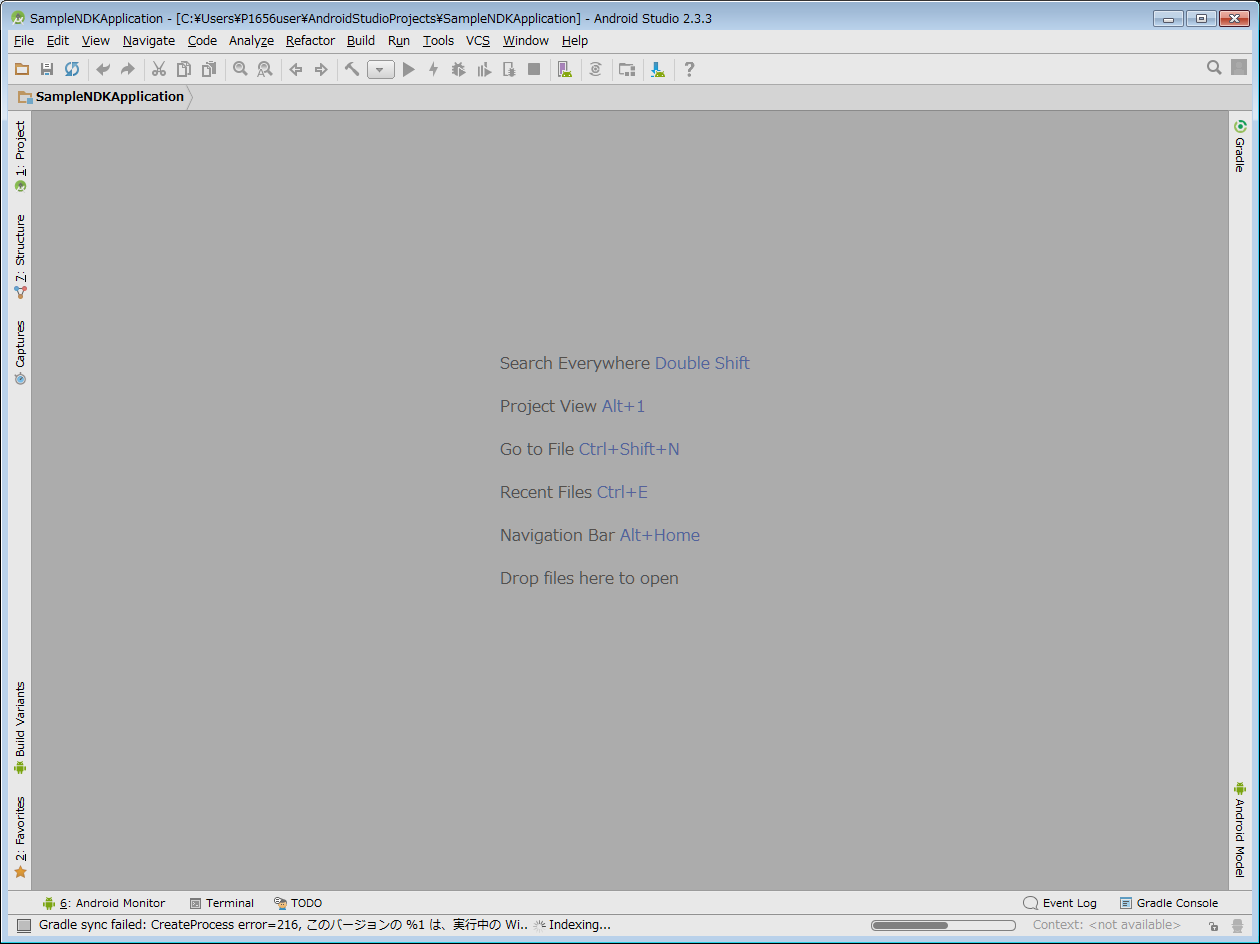 SampleNDKApplication - [C:¥Users¥P1656user¥AndroidStudioProjects¥SampleNDKApplication] - Android Studio 2.3.3
File Edit View Navigate Code Analyze Refactor Build Run Tools VCS Window Help
SampleNDKApplication
1: Project
7: Structure
Captures
Build Variants
2: Favorites
Search Everywhere Double Shift
Project View Alt+1
Go to File Ctrl+Shift+N
Recent Files Ctrl+E
Navigation Bar Alt+Home
Drop files here to open
Gradle
Android Model
6: Android Monitor Terminal TODO Event Log Gradle Console
Gradle sync failed: CreateProcess error=216, このバージョンの %1 は、実行中の Wi.. Indexing... Context: <not available>